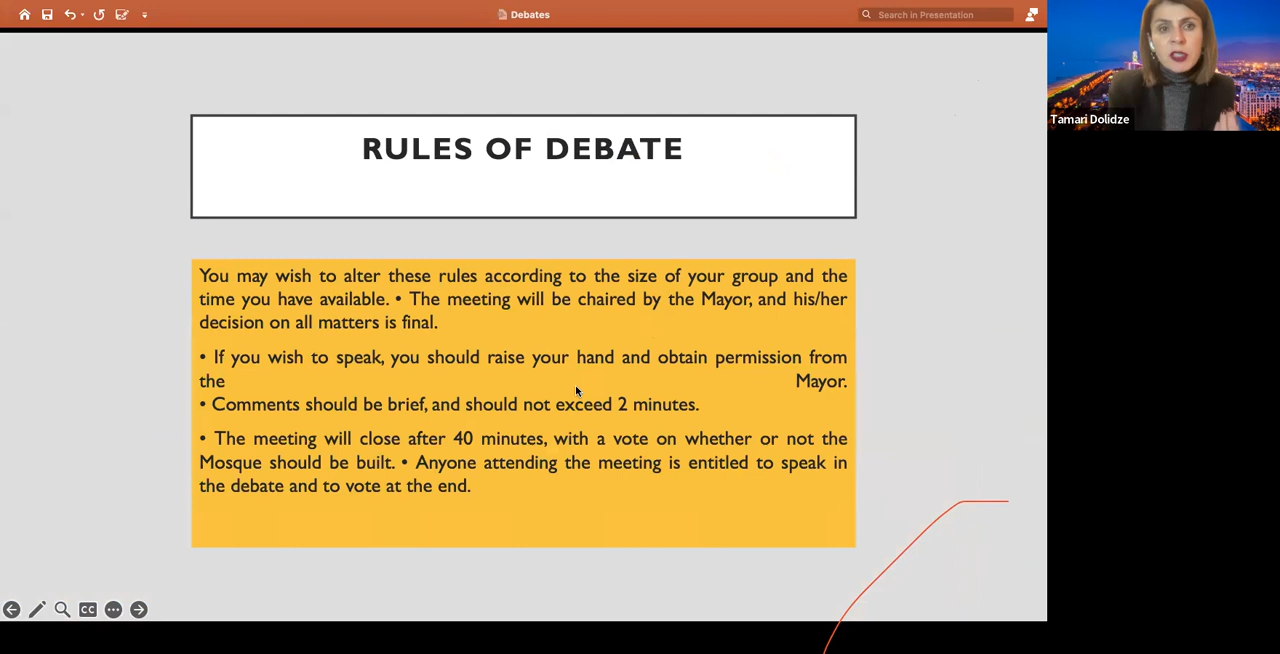 Debates
Search in Presentation
Tamari Dolidze
RULES OF DEBATE
You may wish to alter these rules according to the size of your group and the
time you have available. • The meeting will be chaired by the Mayor, and his/her
decision on all matters is final.
• If you wish to speak, you should raise your hand and obtain permission from
the Mayor.
• Comments should be brief, and should not exceed 2 minutes.
• The meeting will close after 40 minutes, with a vote on whether or not the
Mosque should be built. • Anyone attending the meeting is entitled to speak in
the debate and to vote at the end.
CC